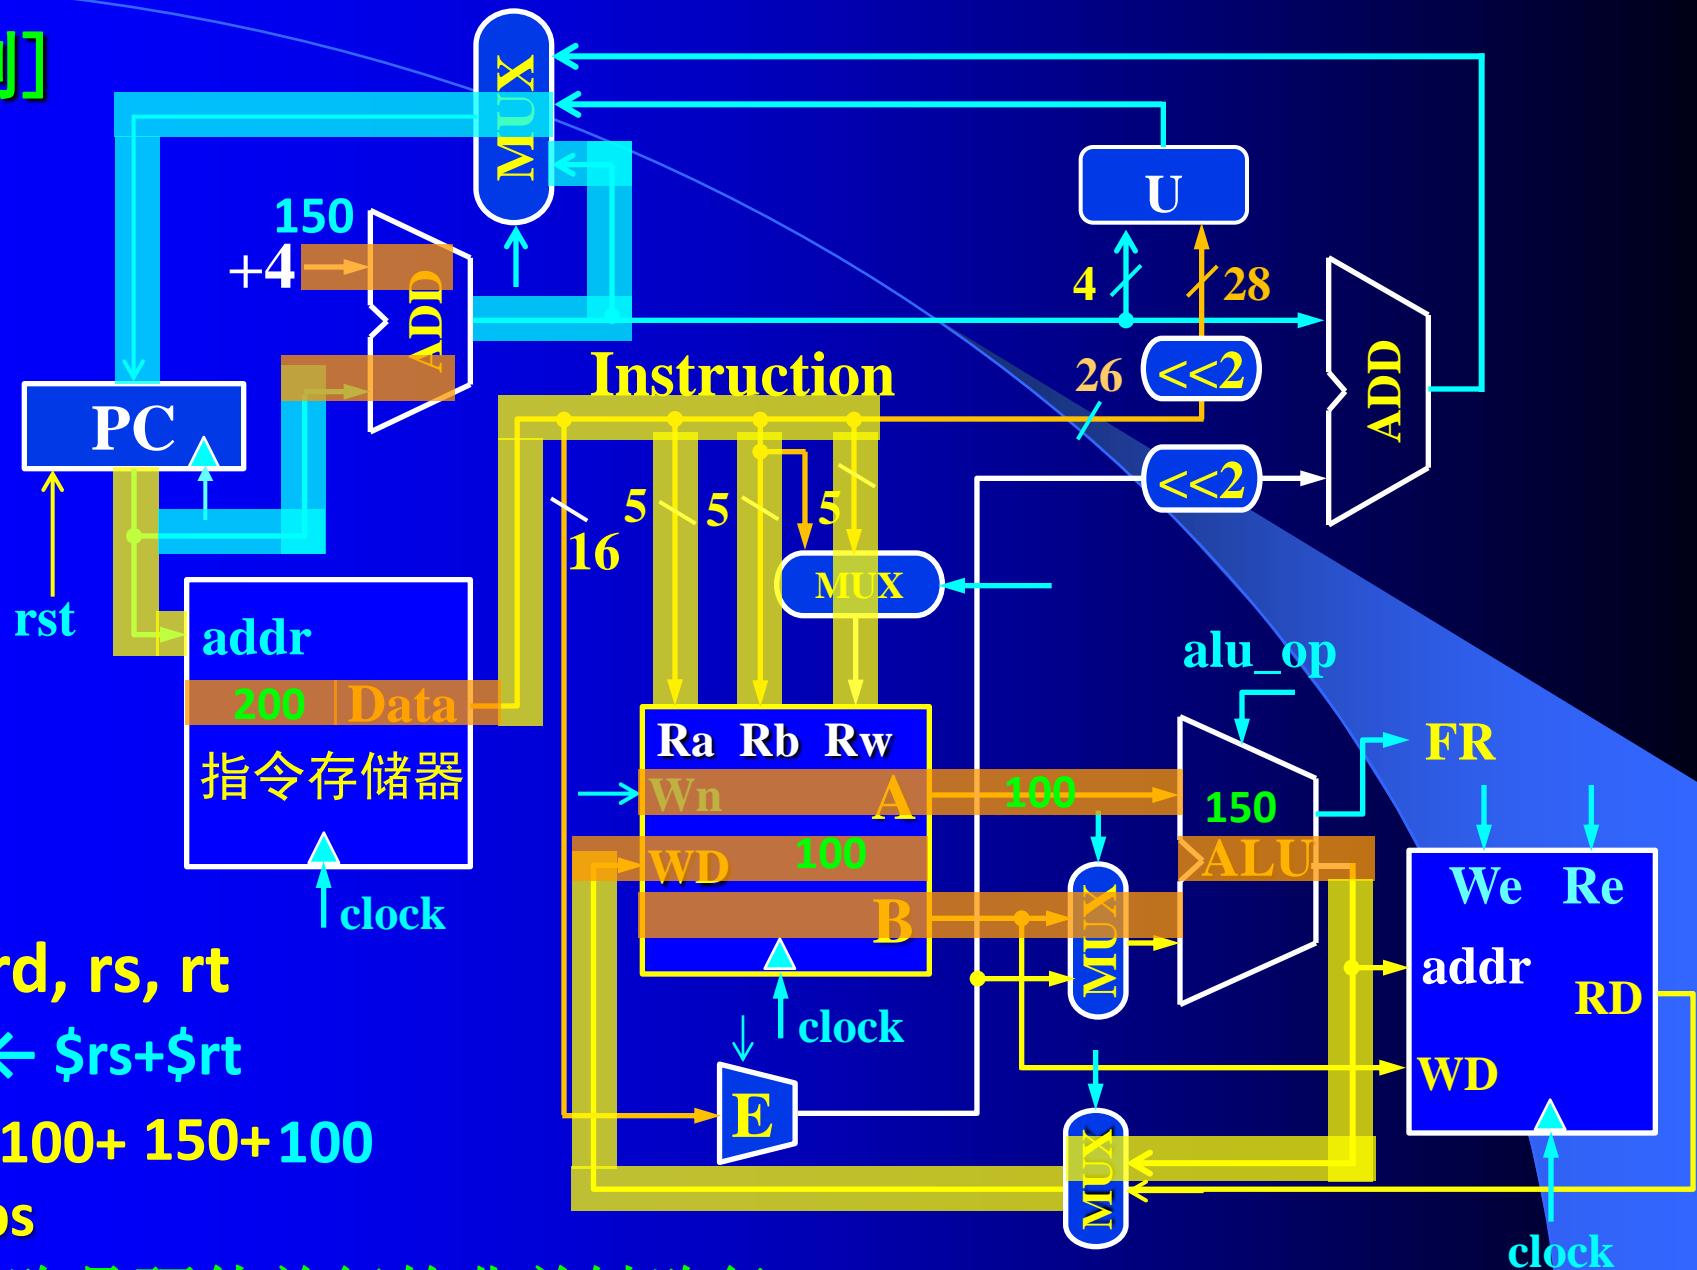 ]
MUX
150
+4
ADD
U
4
28
<<2
26
Instruction
ADD
PC
<<2
5
5
5
16
MUX
rst
addr
200
Data
指令存储器
clock
Ra Rb Rw
Wn
A
100
WD
100
B
clock
alu_op
150
ALU
FR
MUX
We Re
addr
RD
WD
clock
E
MUX
rd, rs, rt
← $rs+$rt
100+ 150+100